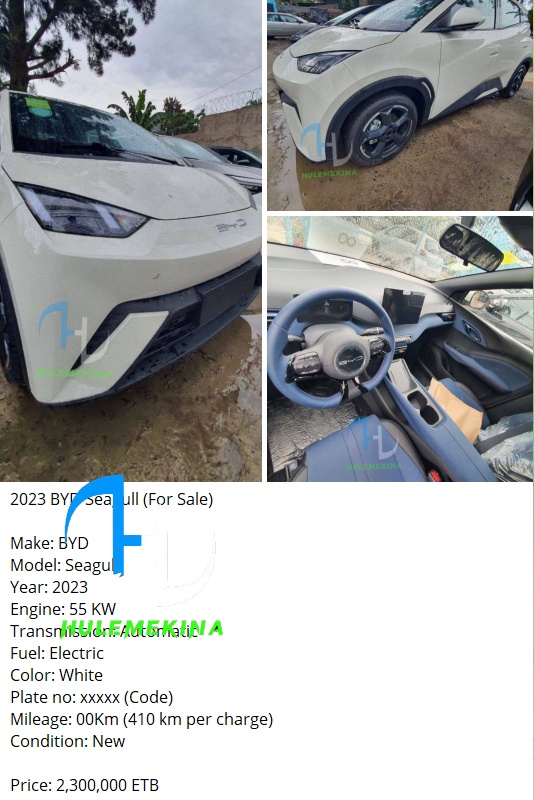 BYD
HULEMEKINA
HULEMEKINA
BYD
HULEMEKINA
2023 BYD Seagull (For Sale)
Make: BYD
Model: Seagull
Year: 2023
Engine: 55 KW
Transmission: Automatic
HULEMEKINA
Fuel: Electric
Color: White
Plate no: xxxxx (Code)
Mileage: 00Km (410 km per charge)
Condition: New
Price: 2,300,000 ETB